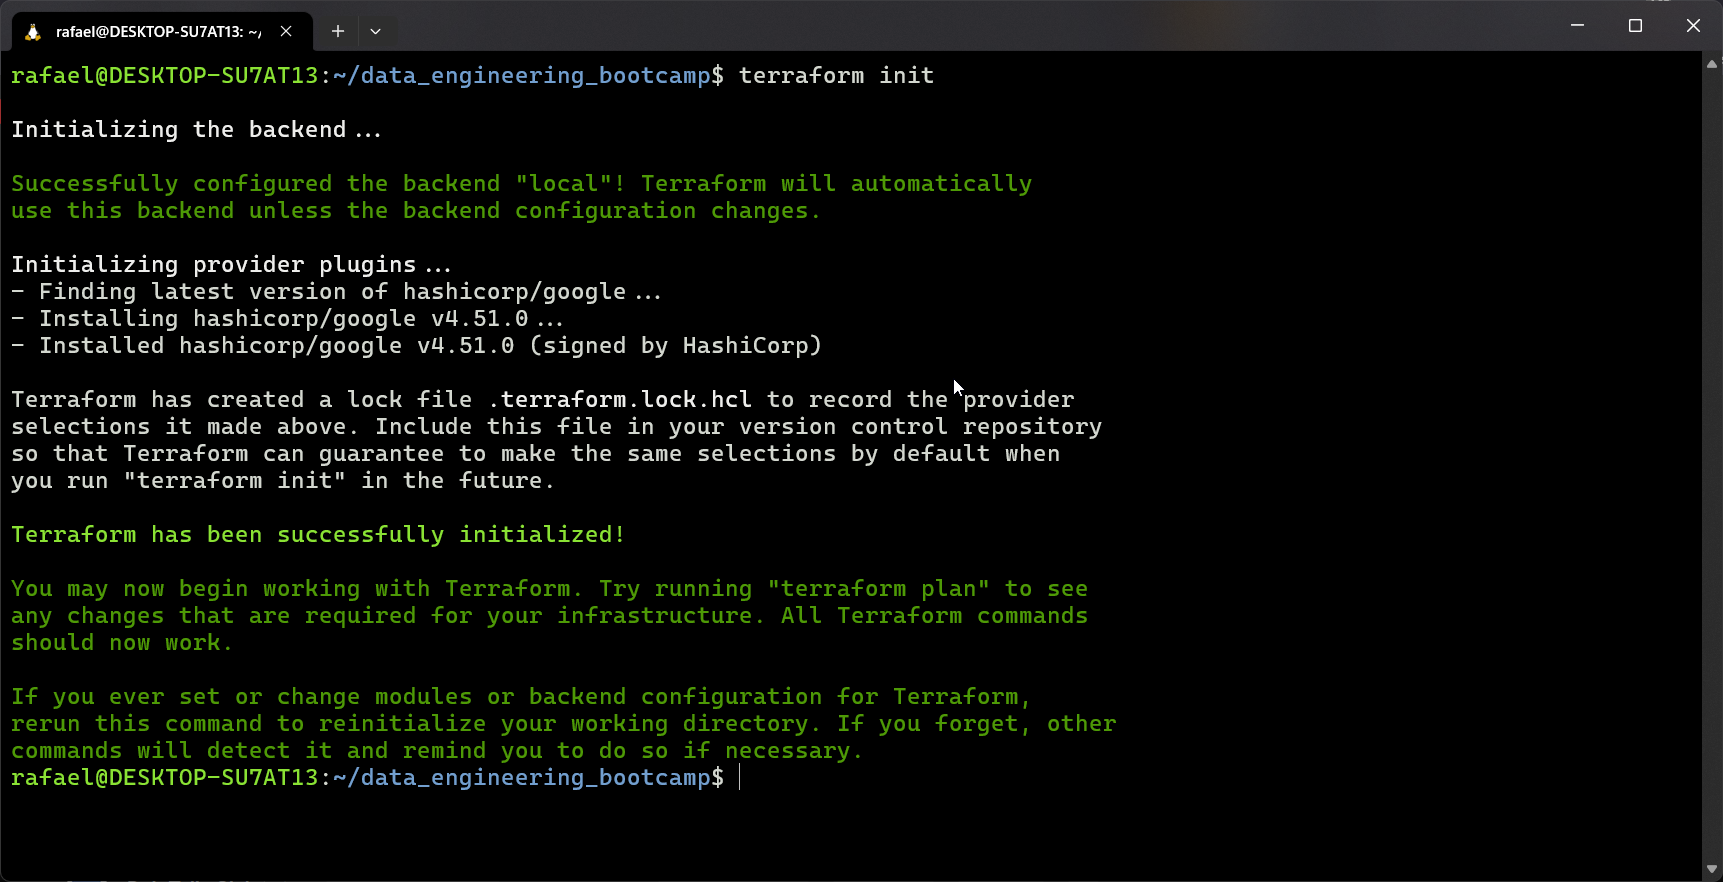 rafael@DESKTOP-SU7AT13: ~/
rafael@DESKTOP-SU7AT13:~/data_engineering_bootcamp$ terraform init
Initializing the backend...
Successfully configured the backend "local"! Terraform will automatically
use this backend unless the backend configuration changes.
Initializing provider plugins...
- Finding latest version of hashicorp/google...
- Installing hashicorp/google v4.51.0...
- Installed hashicorp/google v4.51.0 (signed by HashiCorp)
Terraform has created a lock file .terraform.lock.hcl to record the provider
selections it made above. Include this file in your version control repository
so that Terraform can guarantee to make the same selections by default when
you run "terraform init" in the future.
Terraform has been successfully initialized!
You may now begin working with Terraform. Try running "terraform plan" to see
any changes that are required for your infrastructure. All Terraform commands
should now work.
If you ever set or change modules or backend configuration for Terraform,
rerun this command to reinitialize your working directory. If you forget, other
commands will detect it and remind you to do so if necessary.
rafael@DESKTOP-SU7AT13:~/data_engineering_bootcamp$